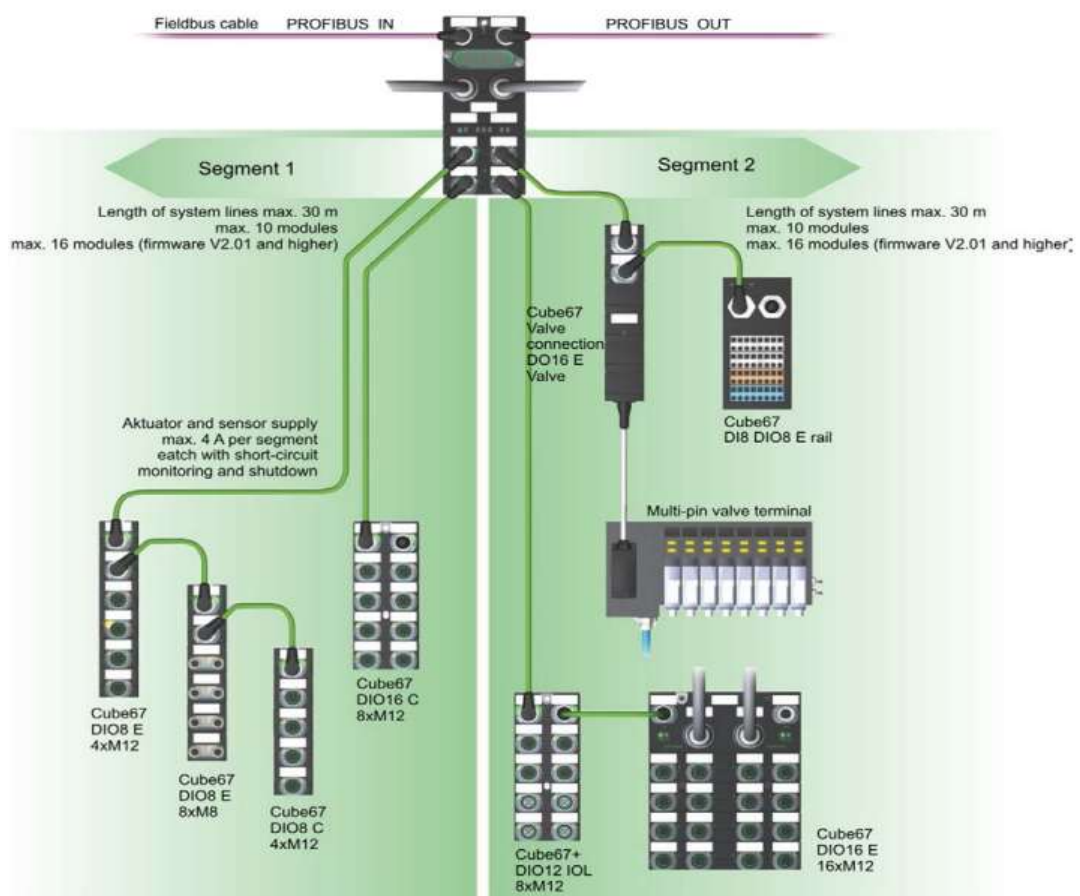 Fieldbus cable
PROFIBUS IN
PROFIBUS OUT
Segment 1
Segment 2
Length of system lines max. 30 m
max. 10 modules
max. 16 modules (firmware V2.01 and higher)
Length of system lines max. 30 m
max. 10 modules
max. 16 modules (firmware V2.01 and higher)
Cube67
Valve
connection
DO16 E
Valve
Cube67
DI8 DIO8 E rail
Aktuator and sensor supply
max. 4 A per segment
eatch with short-circuit
monitoring and shutdown
Multi-pin valve terminal
Cube67
DIO8 E
4xM12
Cube67
DIO8 E
8xM8
Cube67
DIO8 C
4xM12
Cube67
DIO16 C
8xM12
Cube67+
DIO12 IOL
8xM12
Cube67
DIO16 E
16xM12